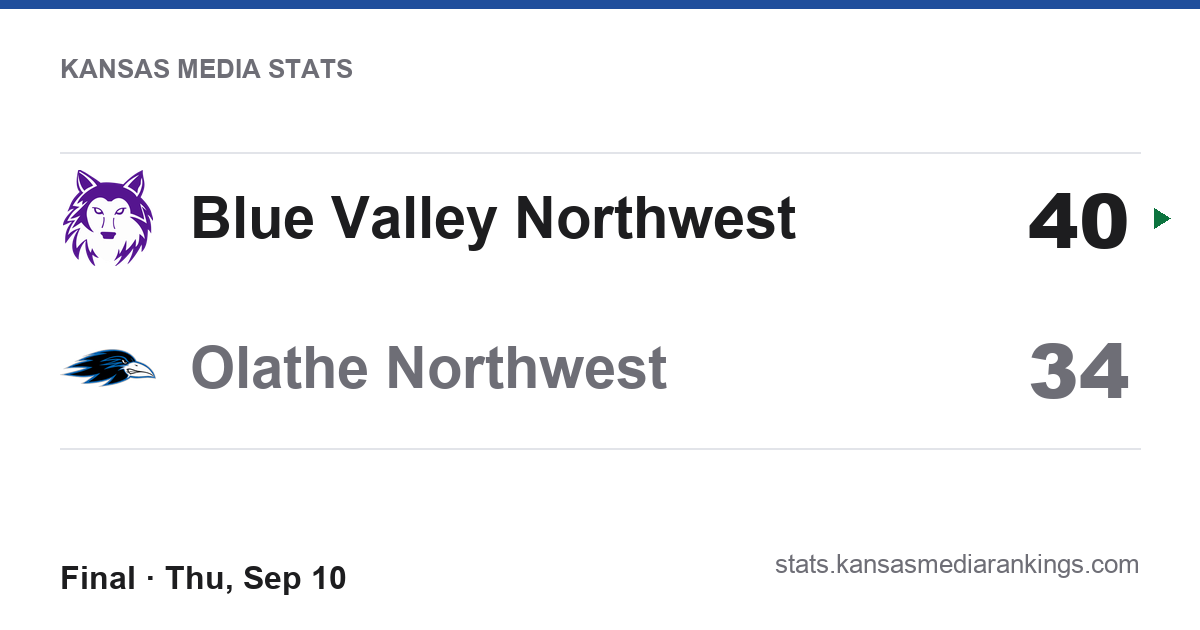 KANSAS MEDIA STATS
Blue Valley Northwest 40
Olathe Northwest 34
Final · Thu, Sep 10
stats.kansasmediarankings.com